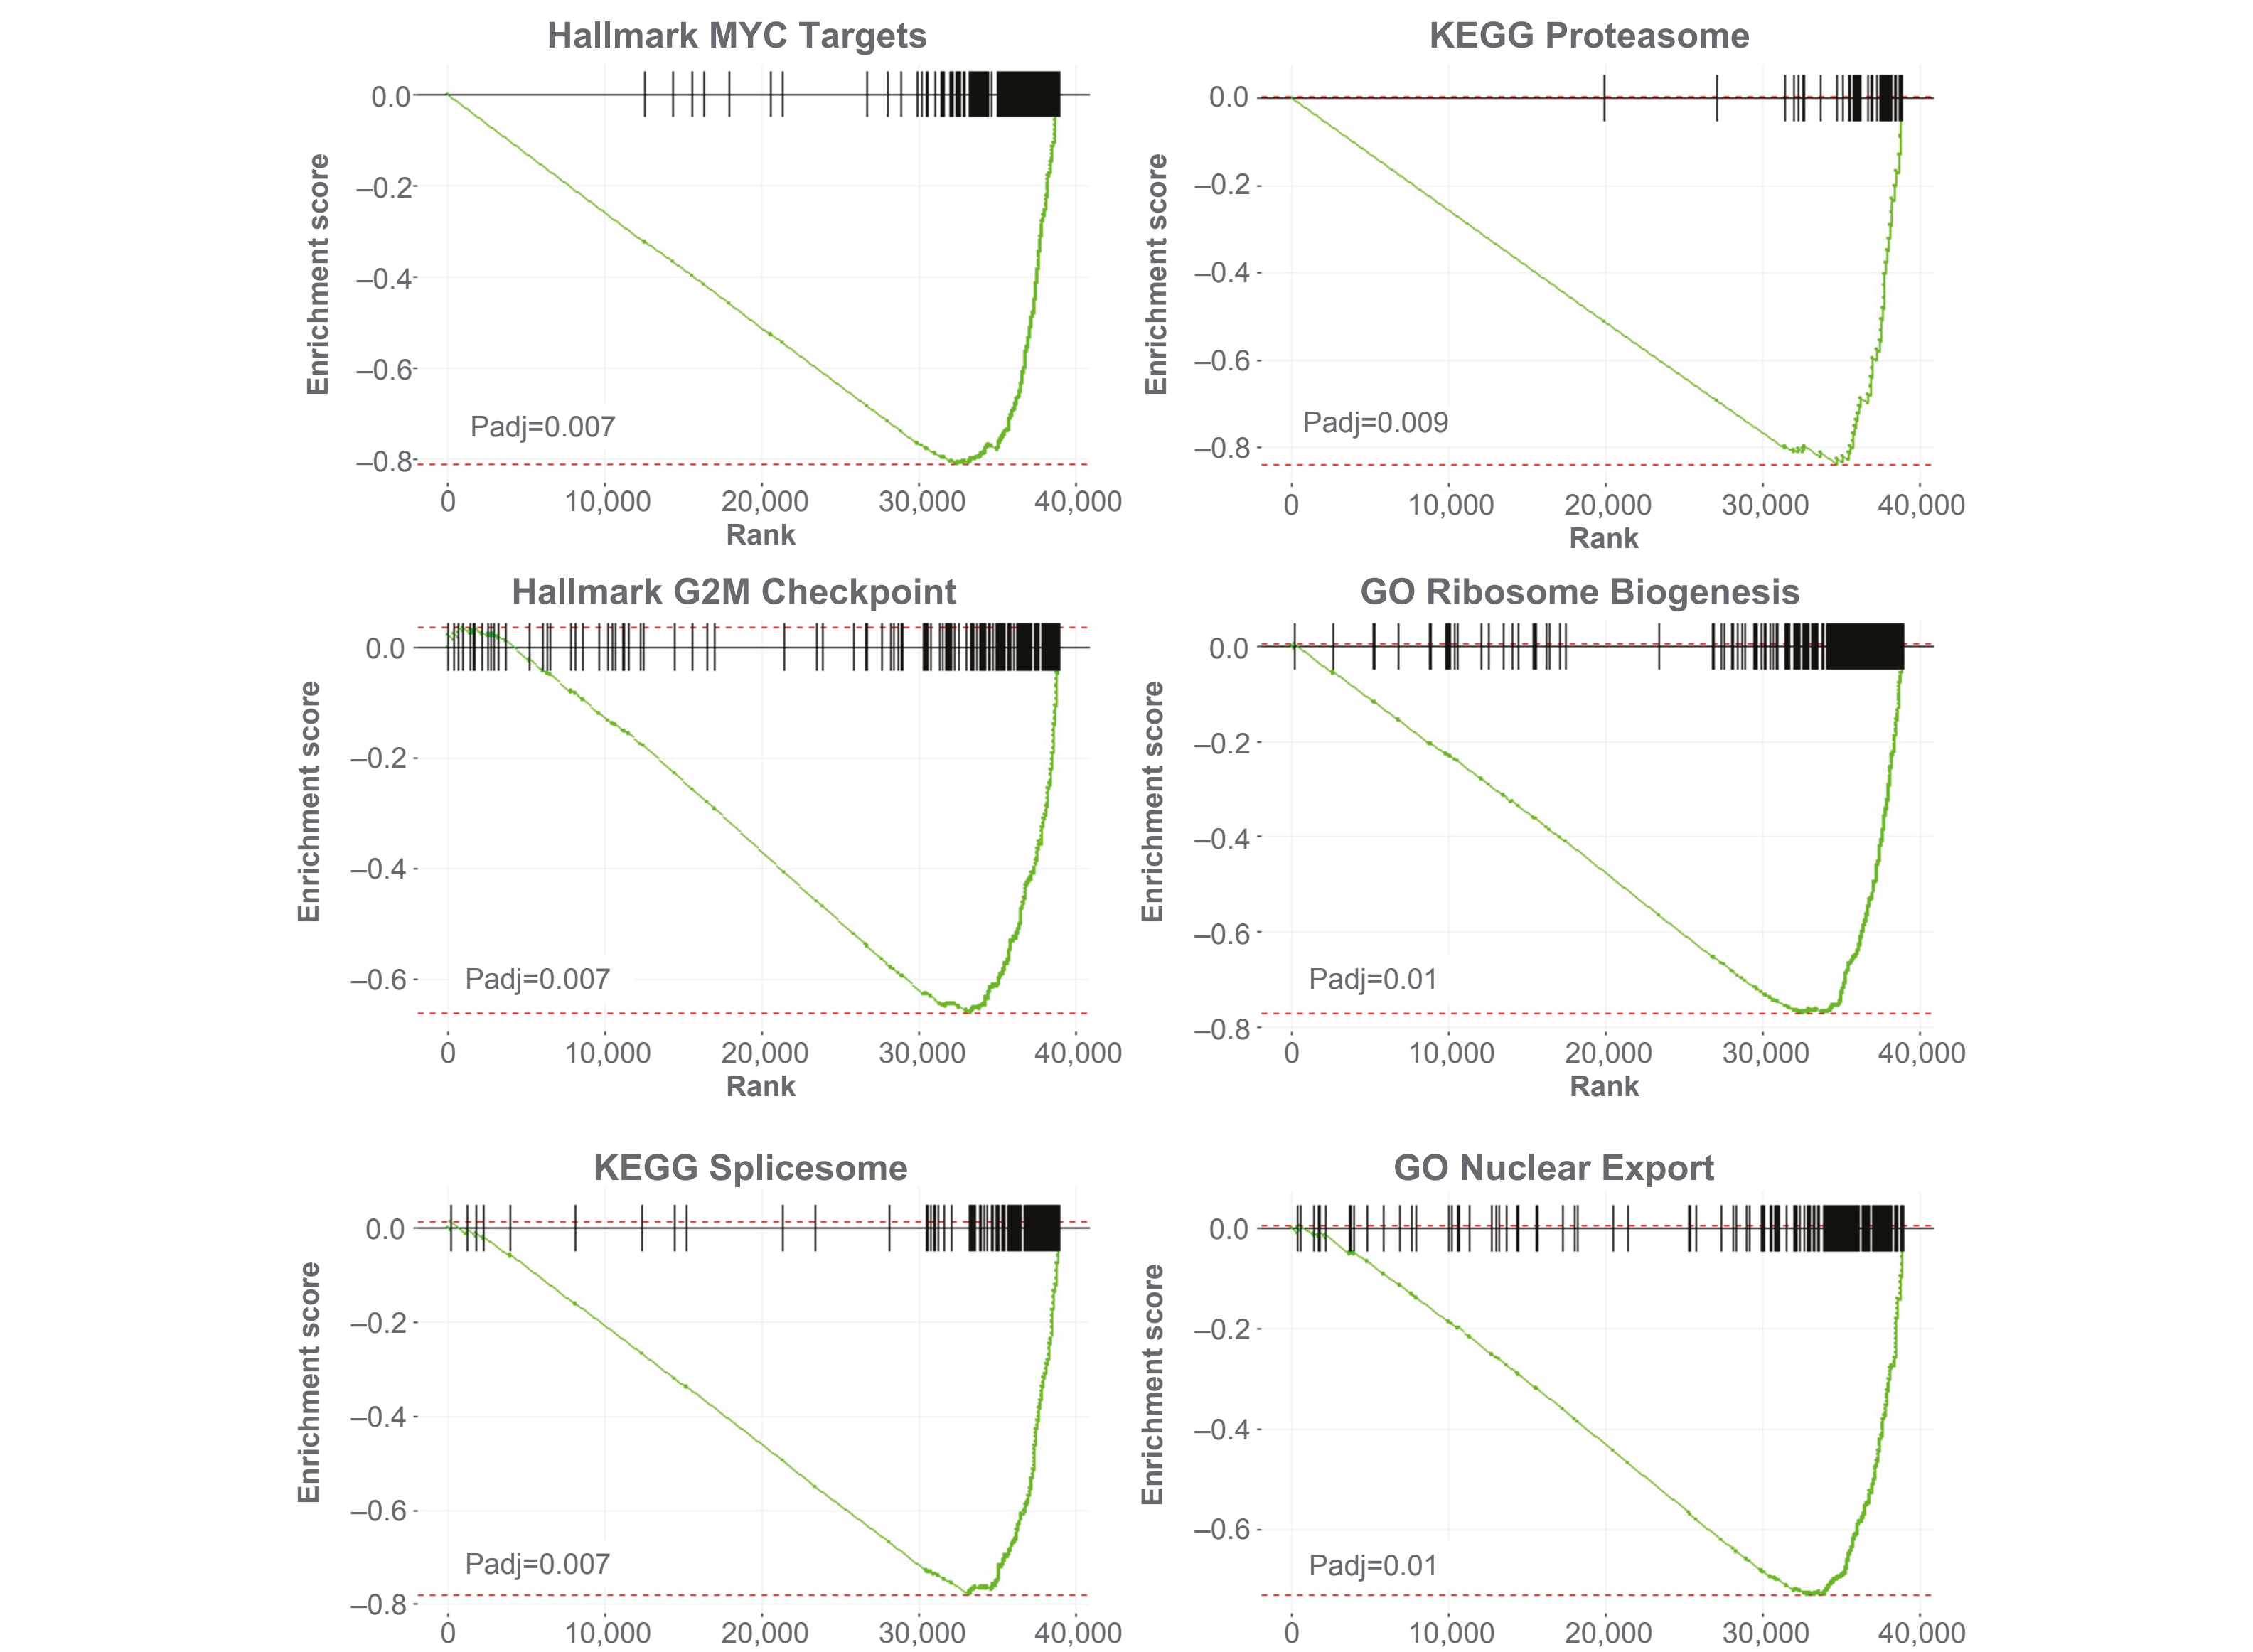 Hallmark MYC Targets
0.0
–0.2
–0.4
–0.6
–0.8
Enrichment score
Padj=0.007
0 10,000 20,000 30,000 40,000
Rank
KEGG Proteasome
0.0
–0.2
–0.4
–0.6
–0.8
Enrichment score
Padj=0.009
0 10,000 20,000 30,000 40,000
Rank
Hallmark G2M Checkpoint
0.0
–0.2
–0.4
–0.6
Enrichment score
Padj=0.007
0 10,000 20,000 30,000 40,000
Rank
GO Ribosome Biogenesis
0.0
–0.2
–0.4
–0.6
–0.8
Enrichment score
Padj=0.01
0 10,000 20,000 30,000 40,000
Rank
KEGG Splicesome
0.0
–0.2
–0.4
–0.6
–0.8
Enrichment score
Padj=0.007
0 10,000 20,000 30,000 40,000
GO Nuclear Export
0.0
–0.2
–0.4
–0.6
Enrichment score
Padj=0.01
0 10,000 20,000 30,000 40,000